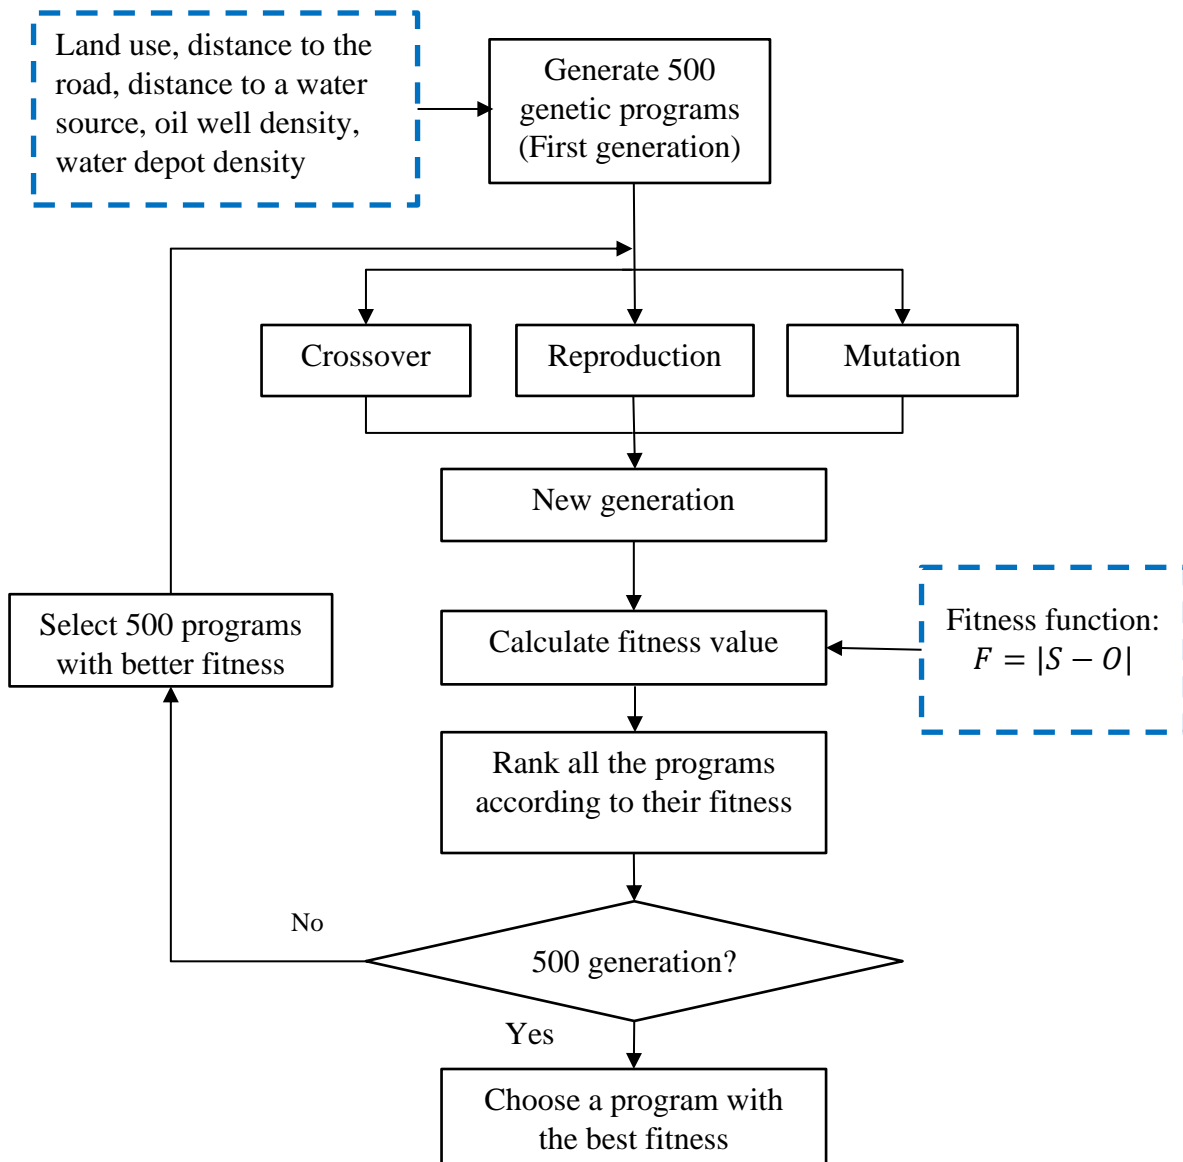 Land use, distance to the
road, distance to a water
source, oil well density,
water depot density
Generate 500
genetic programs
(First generation)
Crossover
Reproduction
Mutation
New generation
Select 500 programs
with better fitness
Calculate fitness value
Fitness function:
F = |S − O|
Rank all the programs
according to their fitness
No
500 generation?
Yes
Choose a program with
the best fitness